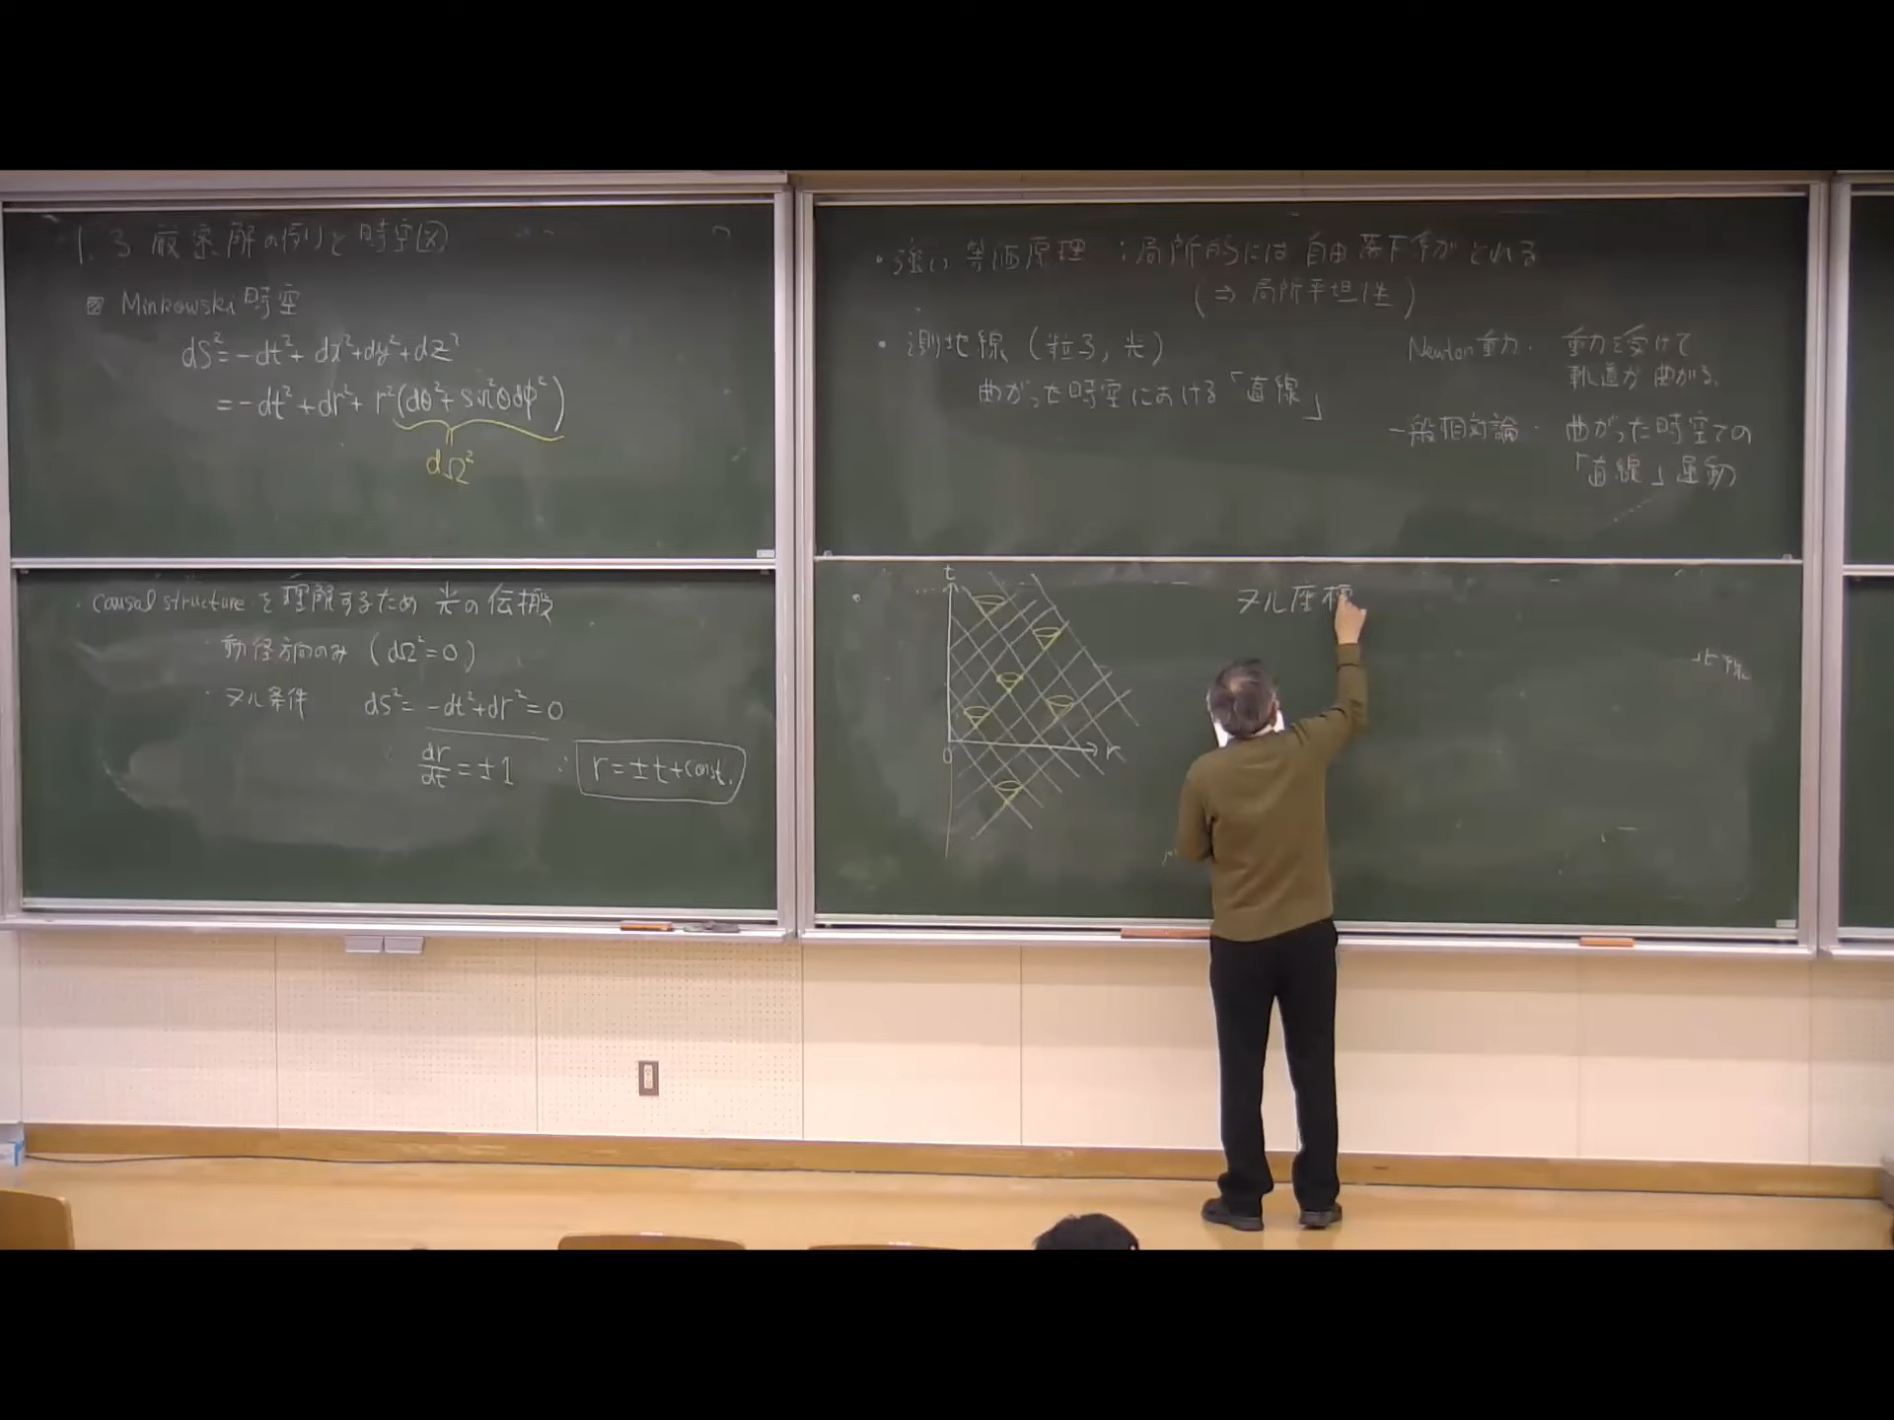 1.3 厳密解の例りと時空図
Minkowski時空
ds²=-dt²+dx²+dy²+dz²
=-dt²+dr²+r²(dθ²+sin²θdφ²)
dΩ²
causal structure を理解するため 光の伝搬
・動径方向のみ (dΩ²=0)
・ヌル条件 ds²=-dt²+dr²=0
dr/dt=±1 ∴ r=±t+const.
・強い等価原理 : 局所的には自由落下系がとれる
(⇒局所平坦性)
・測地線(粒子,光)
曲がった時空における「直線」
Newton重力・ 重力を受けて
軌道が曲がる。
一般相対論・ 曲がった時空での
「直線」運動
t
0
r
ヌル座標